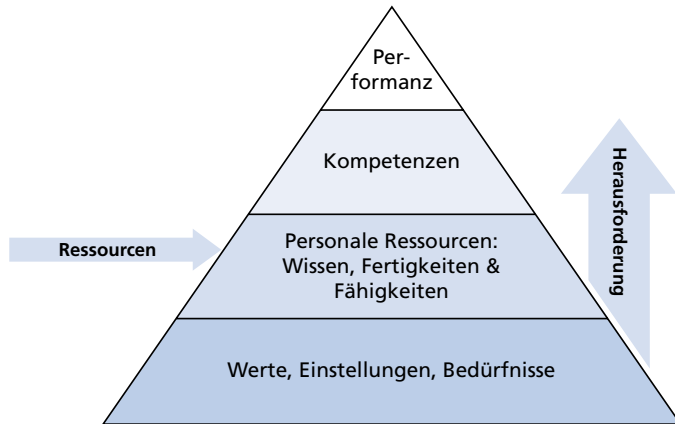 Per-
formanz
Kompetenzen
Ressourcen
Personale Ressourcen:
Wissen, Fertigkeiten &
Fähigkeiten
Herausforderung
Werte, Einstellungen, Bedürfnisse